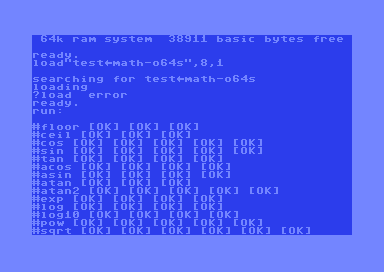 64k ram system  38911 basic bytes free
ready.
load"test←math-o64s",8,1
searching for test←math-o64s
loading
?load  error
ready.
run:
#floor [OK] [OK] [OK]
#ceil [OK] [OK] [OK]
#cos [OK] [OK] [OK] [OK] [OK]
#sin [OK] [OK] [OK] [OK] [OK]
#tan [OK] [OK] [OK]
#acos [OK] [OK] [OK] [OK]
#asin [OK] [OK] [OK] [OK]
#atan [OK] [OK] [OK]
#atan2 [OK] [OK] [OK] [OK] [OK]
#exp [OK] [OK] [OK] [OK]
#log [OK] [OK] [OK] [OK]
#log10 [OK] [OK] [OK] [OK]
#pow [OK] [OK] [OK] [OK]
#sqrt [OK] [OK] [OK] [OK] [OK] [OK]